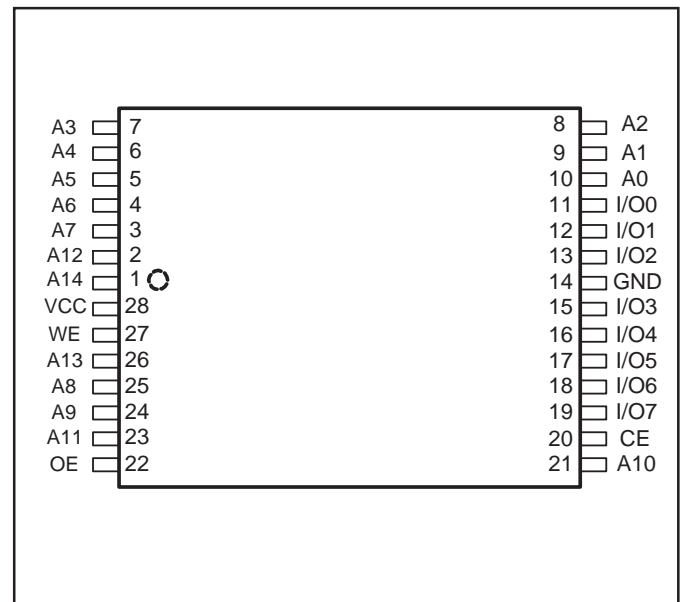 A3 7 8 A2
A4 6 9 A1
A5 5 10 A0
A6 4 11 I/O0
A7 3 12 I/O1
A12 2 13 I/O2
A14 1 14 GND
VCC 28 15 I/O3
WE 27 16 I/O4
A13 26 17 I/O5
A8 25 18 I/O6
A9 24 19 I/O7
A11 23 20 CE
OE 22 21 A10